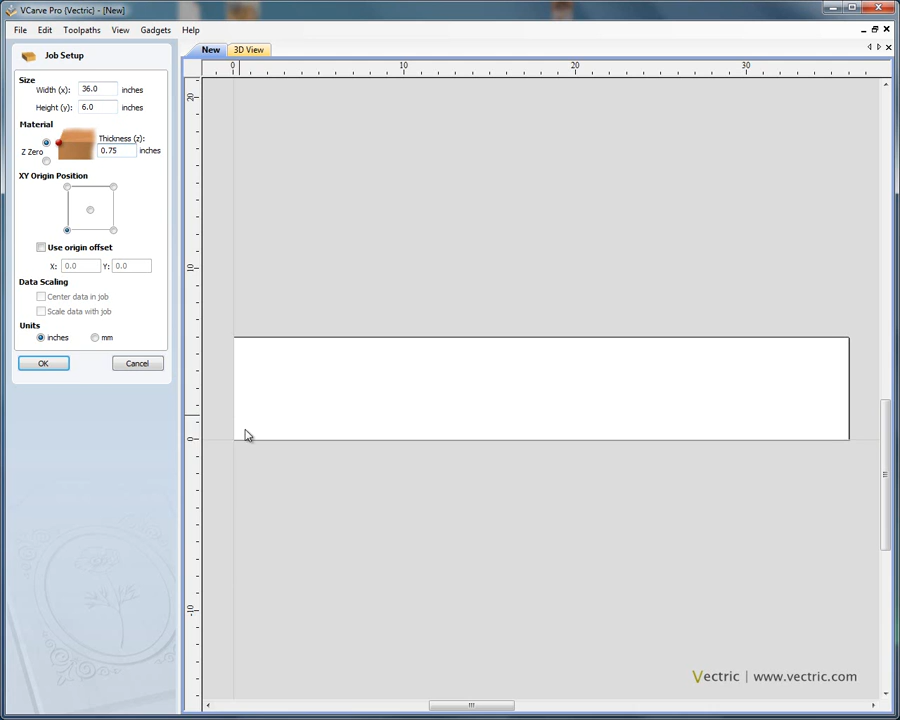 VCarve Pro {Vectric} - [New]
File Edit Toolpaths View Gadgets Help
Job Setup
New 3D View
Size
Width (x): 36.0 inches
Height (y): 6.0 inches
Material
Thickness (z):
Z Zero 0.75 inches
XY Origin Position
Use origin offset
X: 0.0 Y: 0.0
Data Scaling
Center data in job
Scale data with job
Units
inches mm
OK Cancel
0 10 20 30
20
10
0
-10
Vectric | www.vectric.com